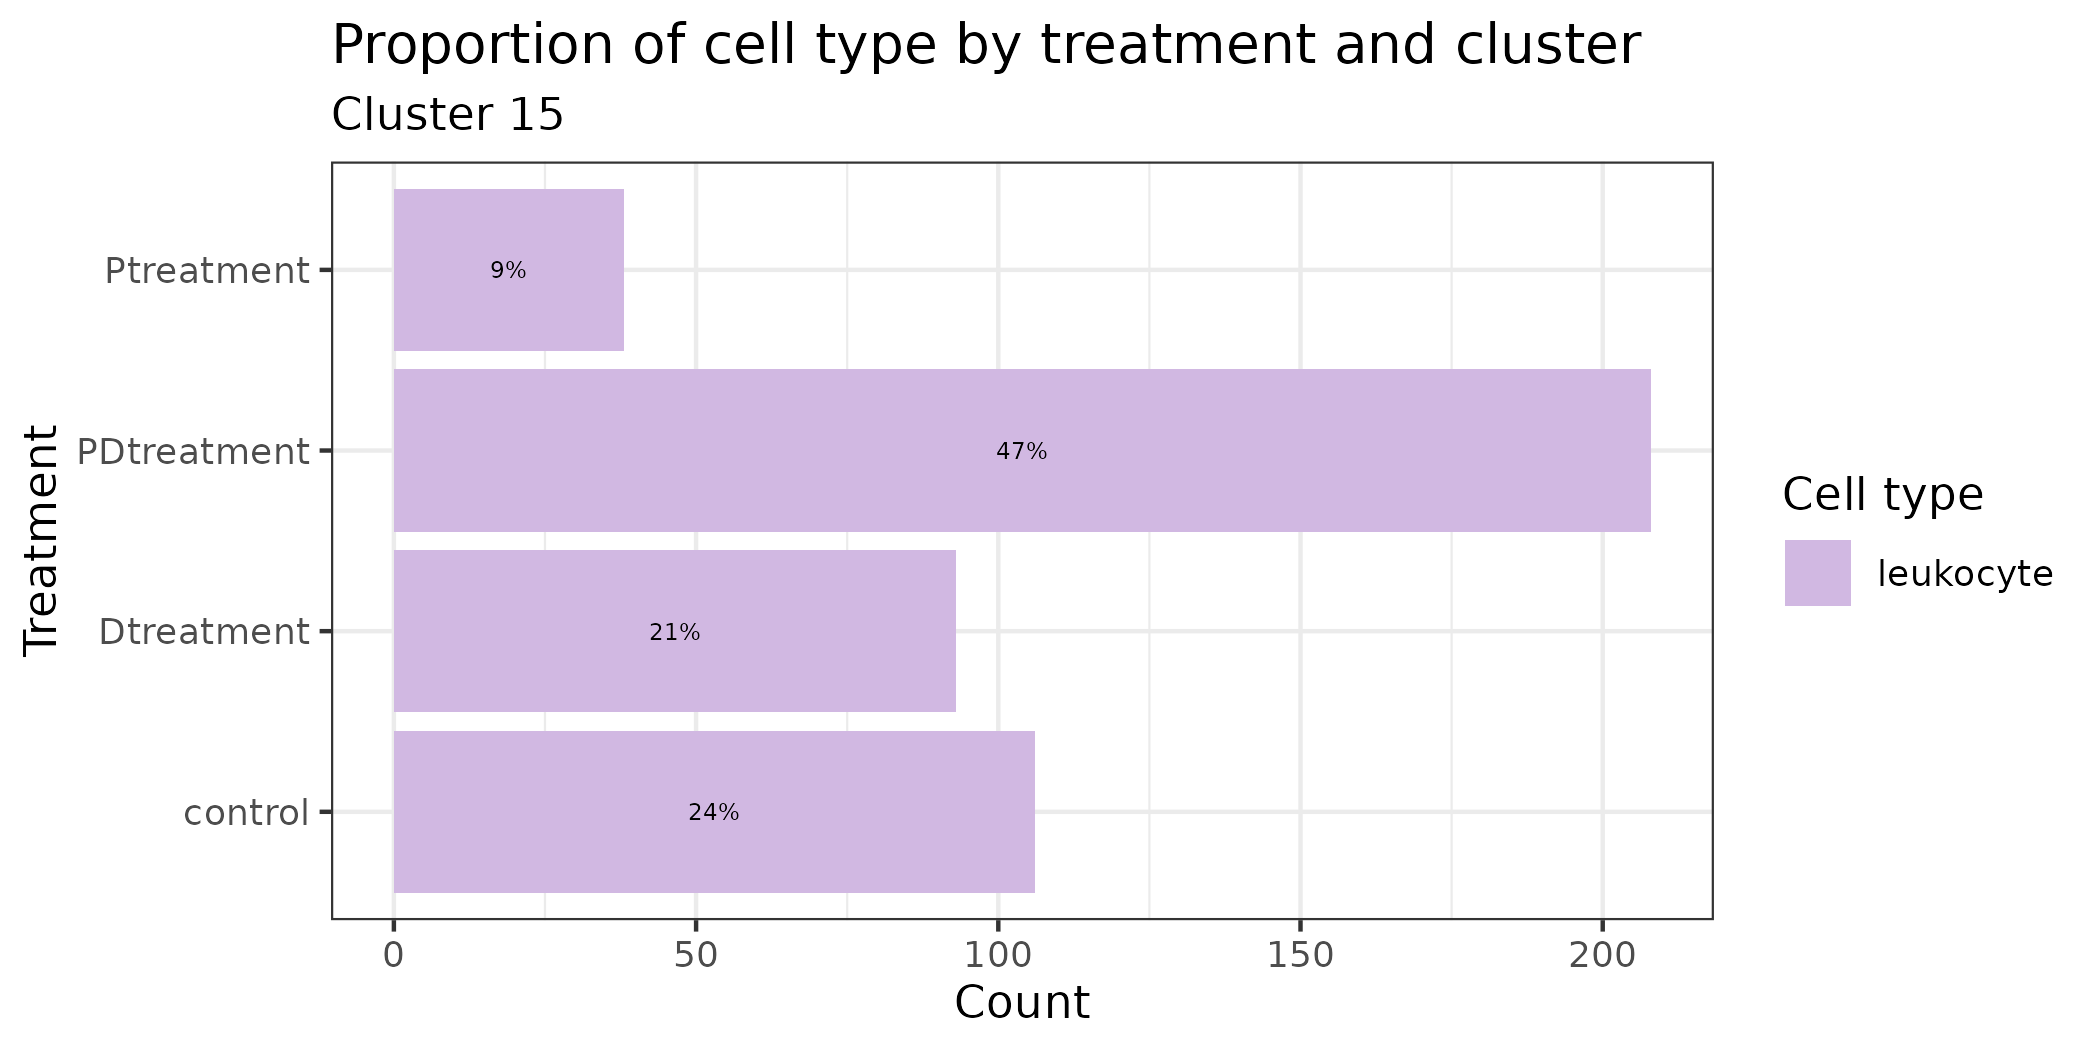 Proportion of cell type by treatment and cluster
Cluster 15
Treatment
Ptreatment
9%
PDtreatment
47%
Dtreatment
21%
control
24%
0 50 100 150 200
Count
Cell type
leukocyte